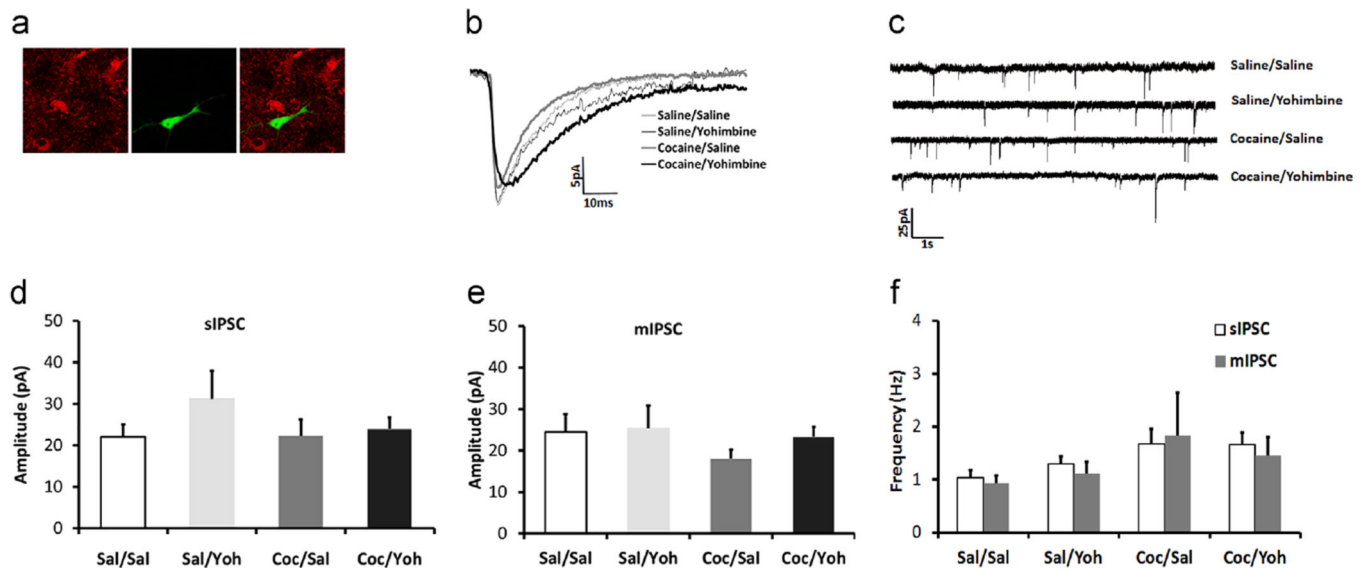 a
b
c
Saline/Saline
Saline/Yohimbine
Cocaine/Saline
Cocaine/Yohimbine
5pA
10ms
Saline/Saline
Saline/Yohimbine
Cocaine/Saline
Cocaine/Yohimbine
25pA
1s
d
sIPSC
Amplitude (pA)
50
40
30
20
10
0
Sal/Sal Sal/Yoh Coc/Sal Coc/Yoh
e
mIPSC
Amplitude (pA)
50
40
30
20
10
0
Sal/Sal Sal/Yoh Coc/Sal Coc/Yoh
f
sIPSC
mIPSC
Frequency (Hz)
4
3
2
1
0
Sal/Sal Sal/Yoh Coc/Sal Coc/Yoh